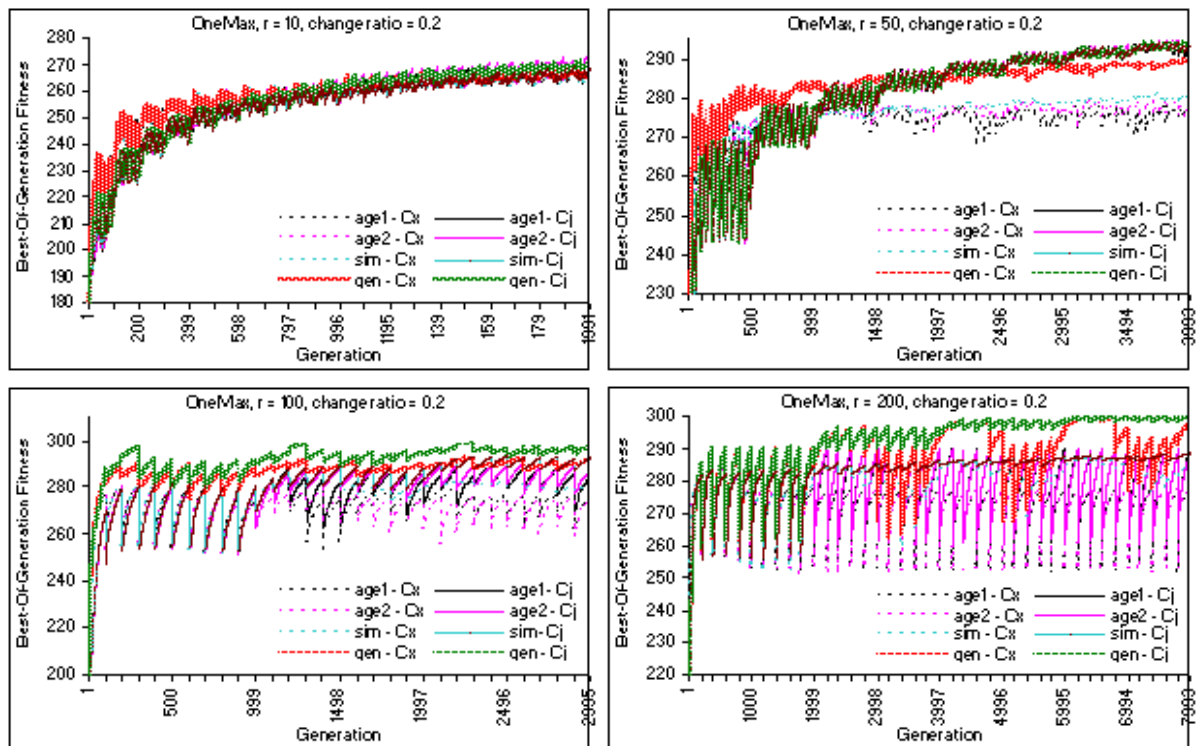 OneMax, r = 10, change ratio = 0.2
Best-Of-Generation Fitness
280
270
260
250
240
230
220
210
200
190
180
age1 - Cx
age1 - Cj
age2 - Cx
age2 - Cj
sim - Cx
sim - Cj
gen - Cx
gen - Cj
1
200
399
598
797
996
1195
139
159
179
1991
Generation
OneMax, r = 50, change ratio = 0.2
Best-Of-Generation Fitness
290
280
270
260
250
240
230
age1 - Cx
age1 - Cj
age2 - Cx
age2 - Cj
sim - Cx
sim - Cj
gen - Cx
gen - Cj
1
500
999
1498
1997
2496
2995
3494
Generation
OneMax, r = 100, change ratio = 0.2
Best-Of-Generation Fitness
300
280
260
240
220
200
age1 - Cx
age1 - Cj
age2 - Cx
age2 - Cj
sim - Cx
sim - Cj
gen - Cx
gen - Cj
1
500
999
1498
1997
2496
2995
Generation
OneMax, r = 200, change ratio = 0.2
Best-Of-Generation Fitness
300
290
280
270
260
250
240
230
220
age1 - Cx
age1 - Cj
age2 - Cx
age2 - Cj
sim - Cx
sim - Cj
gen - Cx
gen - Cj
1
1000
1999
2998
3997
4996
5995
6994
Generation